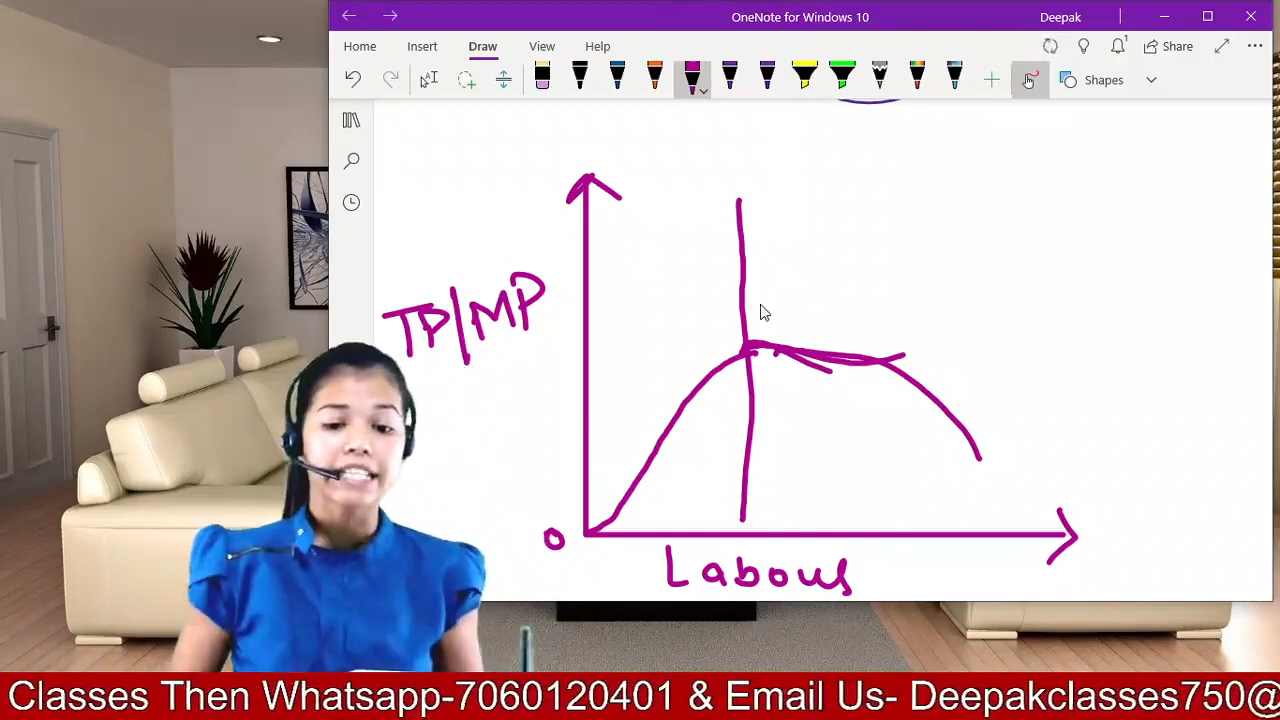 OneNote for Windows 10
Deepak
Home Insert Draw View Help
Share
Shapes
TP/MP
0
Labour
Classes Then Whatsapp-7060120401 & Email Us- Deepakclasses750@